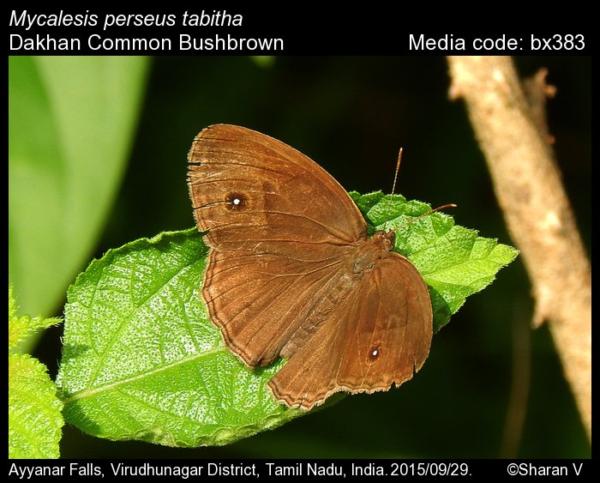 Mycalesis perseus tabitha
Dakhan Common Bushbrown Media code: bx383
Ayyanar Falls, Virudhunagar District, Tamil Nadu, India. 2015/09/29. ©Sharan V